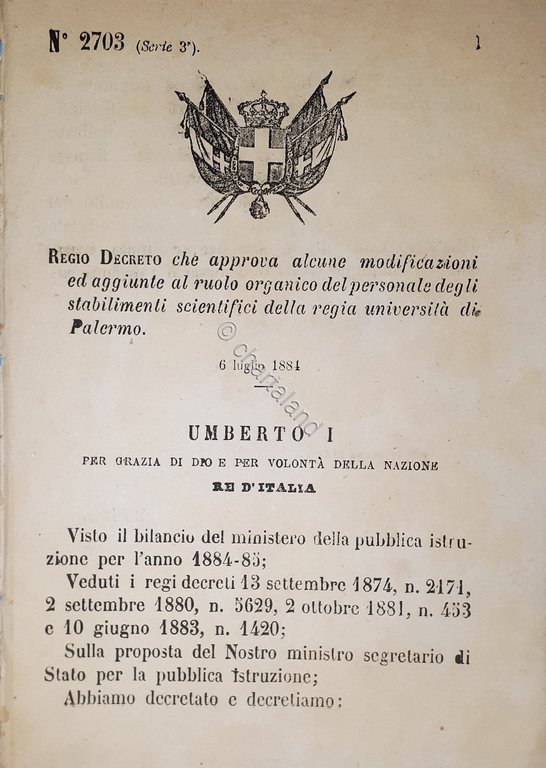 N° 2703 (Serie 3ª). 1
REGIO DECRETO che approva alcune modificazioni
ed aggiunte al ruolo organico del personale degli
stabilimenti scientifici della regia università di
Palermo.
© chartaland
6 luglio 1884
UMBERTO I
PER GRAZIA DI DIO E PER VOLONTÀ DELLA NAZIONE
RE D'ITALIA
Visto il bilancio del ministero della pubblica istru-
zione per l'anno 1884-85;
Veduti i regi decreti 13 settembre 1874, n. 2171,
2 settembre 1880, n. 5629, 2 ottobre 1881, n. 453
e 10 giugno 1883, n. 1420;
Sulla proposta del Nostro ministro segretario di
Stato per la pubblica Istruzione;
Abbiamo decretato e decretiamo: